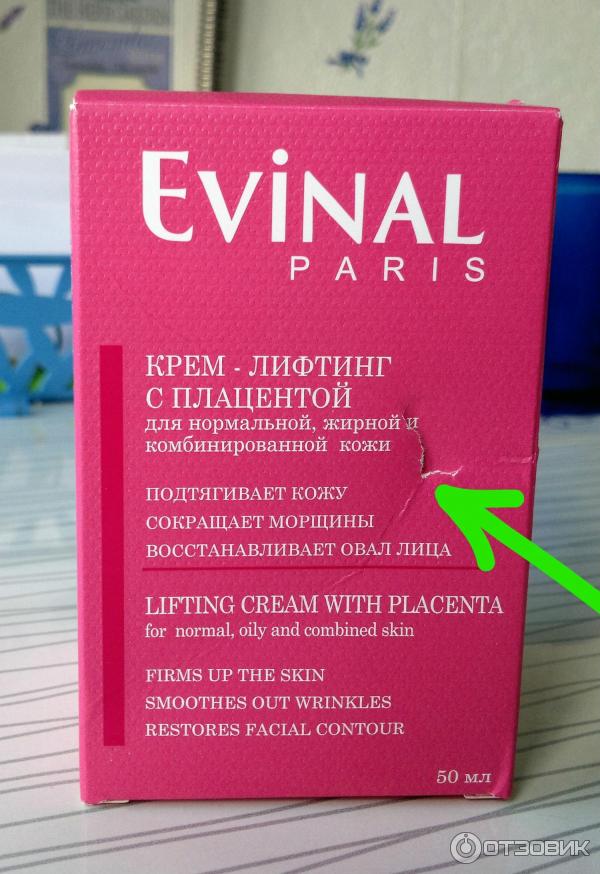 EViNAL
PARIS
КРЕМ - ЛИФТИНГ
С ПЛАЦЕНТОЙ
для нормальной, жирной и
комбинированной кожи
ПОДТЯГИВАЕТ КОЖУ
СОКРАЩАЕТ МОРЩИНЫ
ВОССТАНАВЛИВАЕТ ОВАЛ ЛИЦА
LIFTING CREAM WITH PLACENTA
for normal, oily and combined skin
FIRMS UP THE SKIN
SMOOTHES OUT WRINKLES
RESTORES FACIAL CONTOUR
50 мл
ОТЗОВИК